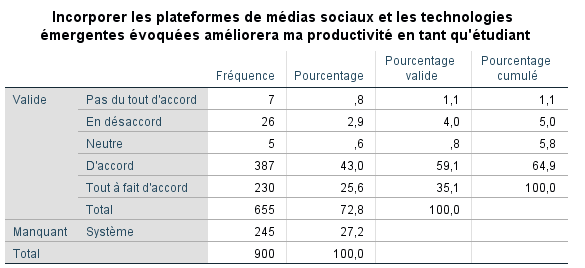 Incorporer les plateformes de médias sociaux et les technologies
émergentes évoquées améliorera ma productivité en tant qu'étudiant
Fréquence Pourcentage Pourcentage valide Pourcentage cumulé
Valide Pas du tout d'accord 7 ,8 1,1 1,1
En désaccord 26 2,9 4,0 5,0
Neutre 5 ,6 ,8 5,8
D'accord 387 43,0 59,1 64,9
Tout à fait d'accord 230 25,6 35,1 100,0
Total 655 72,8 100,0
Manquant Système 245 27,2
Total 900 100,0